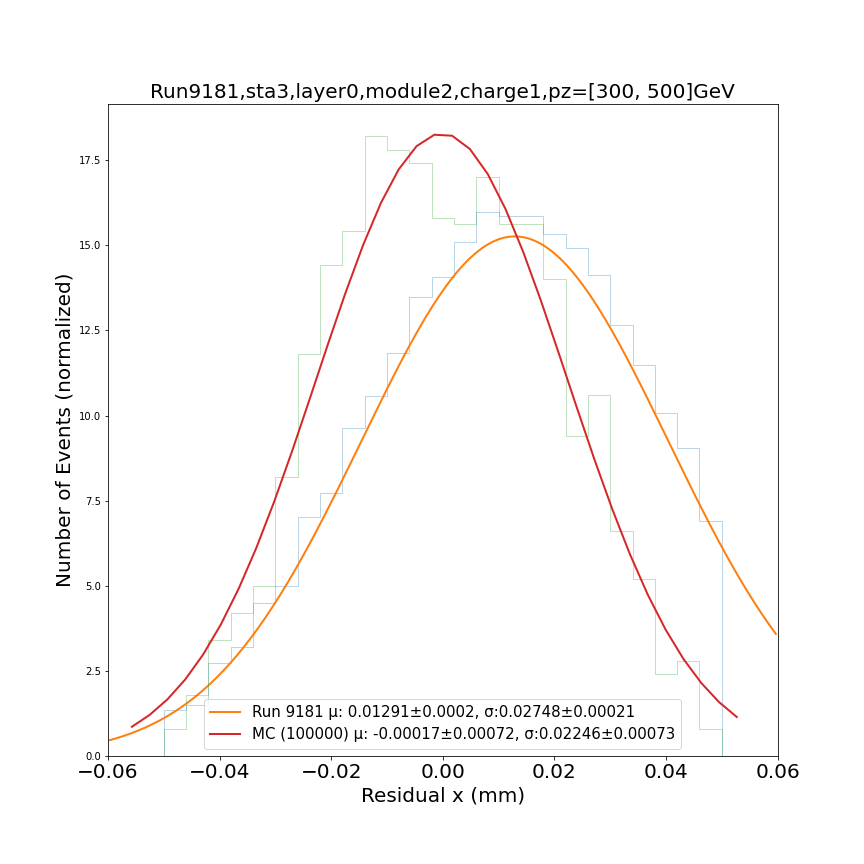 Run9181,sta3,layer0,module2,charge1,pz=[300, 500]GeV
Number of Events (normalized)
17.5
15.0
12.5
10.0
7.5
5.0
2.5
0.0
Run 9181 μ: 0.01291±0.0002, σ:0.02748±0.00021
MC (100000) μ: -0.00017±0.00072, σ:0.02246±0.00073
−0.06 −0.04 −0.02 0.00 0.02 0.04 0.06
Residual x (mm)